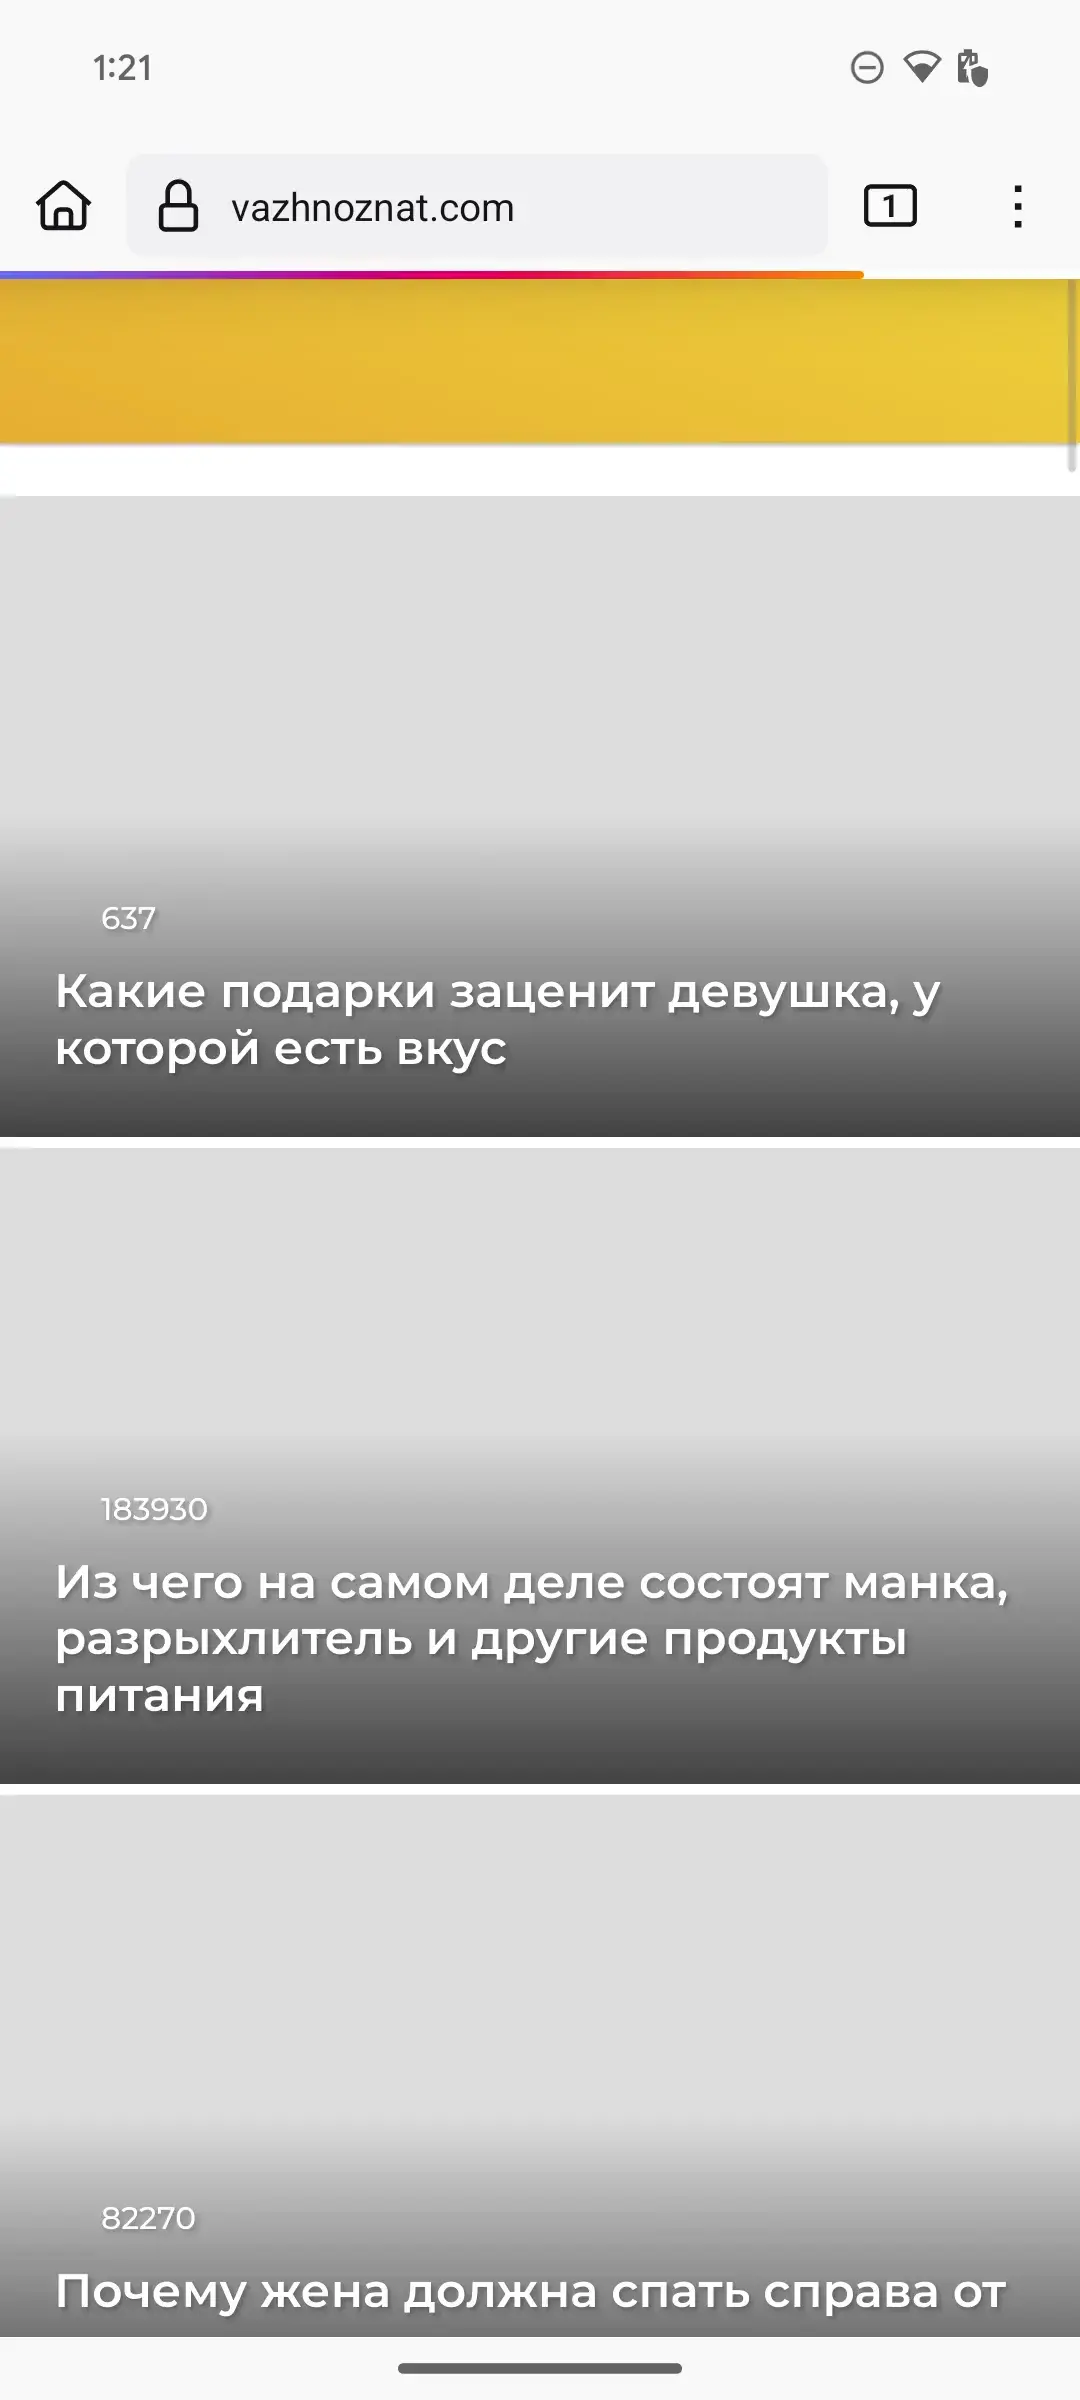 1:21
vazhnoznat.com
1
637
Какие подарки заценит девушка, у
которой есть вкус
183930
Из чего на самом деле состоят манка,
разрыхлитель и другие продукты
питания
82270
Почему жена должна спать справа от